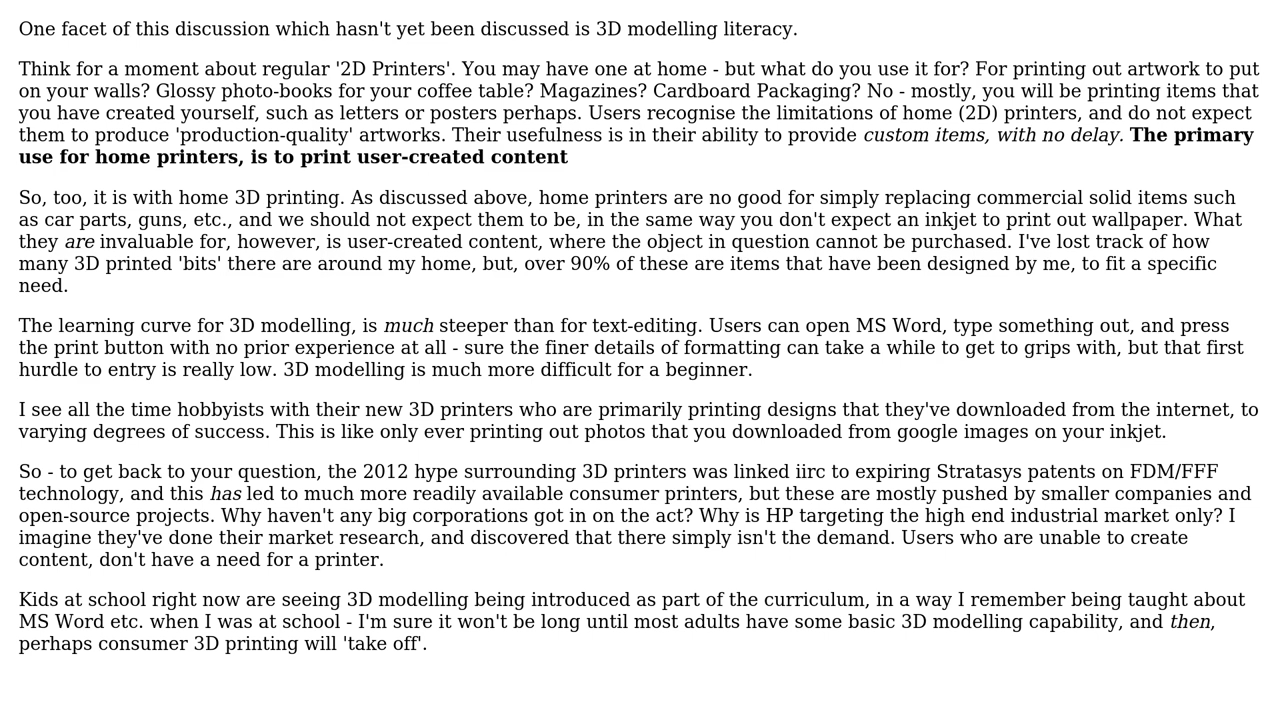 One facet of this discussion which hasn't yet been discussed is 3D modelling literacy.
Think for a moment about regular '2D Printers'. You may have one at home - but what do you use it for? For printing out artwork to put
on your walls? Glossy photo-books for your coffee table? Magazines? Cardboard Packaging? No - mostly, you will be printing items that
you have created yourself, such as letters or posters perhaps. Users recognise the limitations of home (2D) printers, and do not expect
them to produce 'production-quality' artworks. Their usefulness is in their ability to provide custom items, with no delay. The primary
use for home printers, is to print user-created content
So, too, it is with home 3D printing. As discussed above, home printers are no good for simply replacing commercial solid items such
as car parts, guns, etc., and we should not expect them to be, in the same way you don't expect an inkjet to print out wallpaper. What
they are invaluable for, however, is user-created content, where the object in question cannot be purchased. I've lost track of how
many 3D printed 'bits' there are around my home, but, over 90% of these are items that have been designed by me, to fit a specific
need.
The learning curve for 3D modelling, is much steeper than for text-editing. Users can open MS Word, type something out, and press
the print button with no prior experience at all - sure the finer details of formatting can take a while to get to grips with, but that first
hurdle to entry is really low. 3D modelling is much more difficult for a beginner.
I see all the time hobbyists with their new 3D printers who are primarily printing designs that they've downloaded from the internet, to
varying degrees of success. This is like only ever printing out photos that you downloaded from google images on your inkjet.
So - to get back to your question, the 2012 hype surrounding 3D printers was linked iirc to expiring Stratasys patents on FDM/FFF
technology, and this has led to much more readily available consumer printers, but these are mostly pushed by smaller companies and
open-source projects. Why haven't any big corporations got in on the act? Why is HP targeting the high end industrial market only? I
imagine they've done their market research, and discovered that there simply isn't the demand. Users who are unable to create
content, don't have a need for a printer.
Kids at school right now are seeing 3D modelling being introduced as part of the curriculum, in a way I remember being taught about
MS Word etc. when I was at school - I'm sure it won't be long until most adults have some basic 3D modelling capability, and then,
perhaps consumer 3D printing will 'take off'.